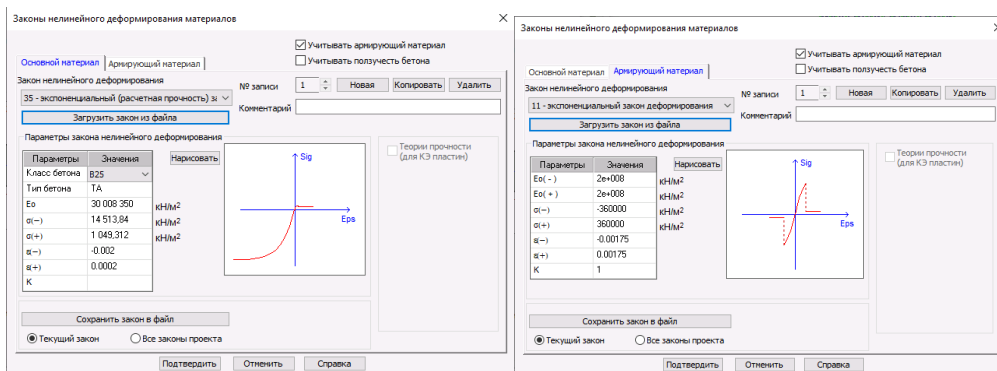 Законы нелинейного деформирования материалов
Учитывать армирующий материал
Учитывать ползучесть бетона
Основной материал Армирующий материал
Закон нелинейного деформирования
35 - экспоненциальный (расчетная прочность) за
№ записи 1 Новая Копировать Удалить
Загрузить закон из файла
Комментарий
Параметры закона нелинейного деформирования
Параметры Значения Нарисовать
Класс бетона B25
Тип бетона ТА
Eo 30 008 350 кН/м2
σ(−) 14 513,84 кН/м2
σ(+) 1 049,312 кН/м2
ε(−) -0.002
ε(+) 0.0002
К
Sig
Eps
Теории прочности
(для КЭ пластин)
Сохранить закон в файл
Текущий закон Все законы проекта
Подтвердить Отменить Справка
Законы нелинейного деформирования материалов
Учитывать армирующий материал
Учитывать ползучесть бетона
Основной материал Армирующий материал
Закон нелинейного деформирования
11 - экспоненциальный закон деформирования
№ записи 1 Новая Копировать Удалить
Загрузить закон из файла
Комментарий
Параметры закона нелинейного деформирования
Параметры Значения Нарисовать
Eo( - ) 2e+008 кН/м2
Eo( + ) 2e+008 кН/м2
σ(−) -360000 кН/м2
σ(+) 360000 кН/м2
ε(−) -0.00175
ε(+) 0.00175
К 1
Sig
Eps
Теории прочности
(для КЭ пластин)
Сохранить закон в файл
Текущий закон Все законы проекта
Подтвердить Отменить Справка